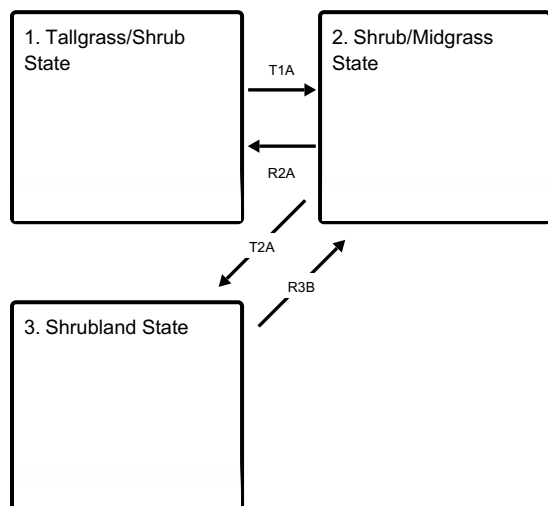 1. Tallgrass/Shrub
State
2. Shrub/Midgrass
State
T1A
R2A
T2A
R3B
3. Shrubland State